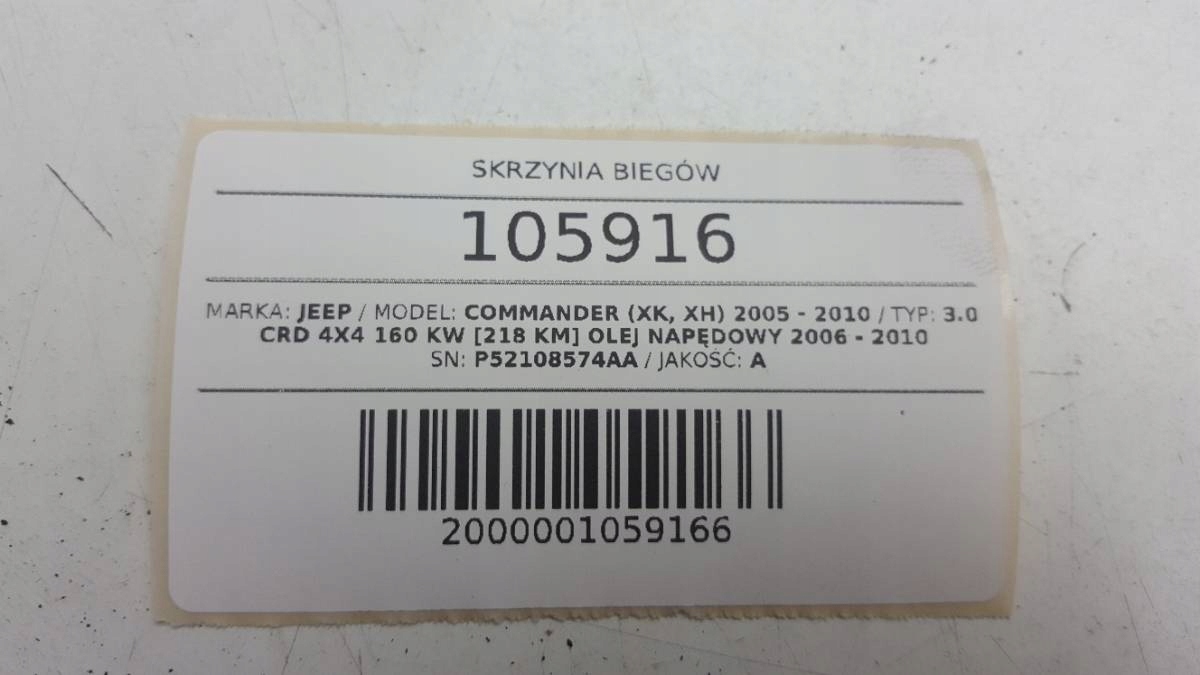 SKRZYNIA BIEGÓW
105916
MARKA: JEEP / MODEL: COMMANDER (XK, XH) 2005 - 2010 / TYP: 3.0
CRD 4X4 160 KW [218 KM] OLEJ NAPĘDOWY 2006 - 2010
SN: P52108574AA / JAKOŚĆ: A
2000001059166